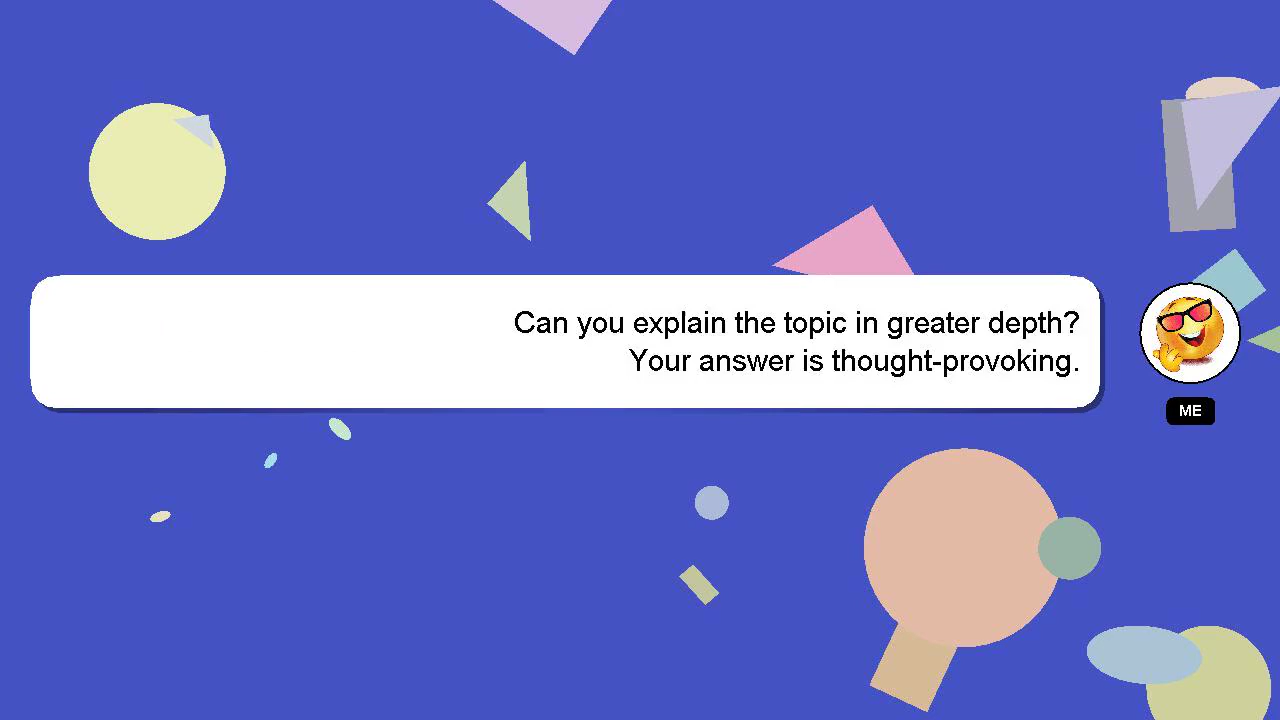 Can you explain the topic in greater depth?
Your answer is thought-provoking.
ME